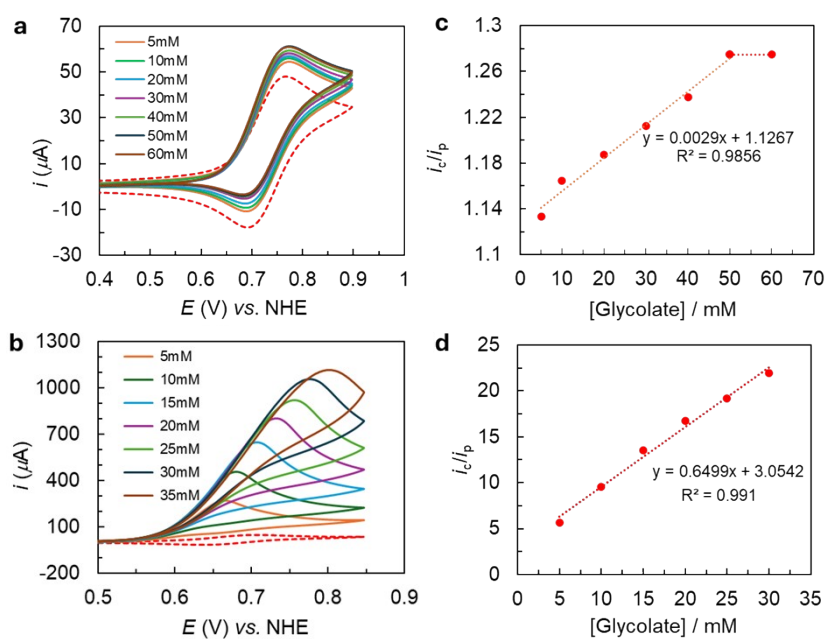 a
70
50
30
10
-10
-30
i (µA)
5mM
10mM
20mM
30mM
40mM
50mM
60mM
0.4 0.5 0.6 0.7 0.8 0.9 1
E (V) vs. NHE
c
1.3
1.26
1.22
1.18
1.14
1.1
ic/ip
y = 0.0029x + 1.1267
R² = 0.9856
0 10 20 30 40 50 60 70
[Glycolate] / mM
b
1300
1000
700
400
100
-200
i (µA)
5mM
10mM
15mM
20mM
25mM
30mM
35mM
0.5 0.6 0.7 0.8 0.9
E (V) vs. NHE
d
25
20
15
10
5
0
ic/ip
y = 0.6499x + 3.0542
R² = 0.991
0 5 10 15 20 25 30 35
[Glycolate] / mM